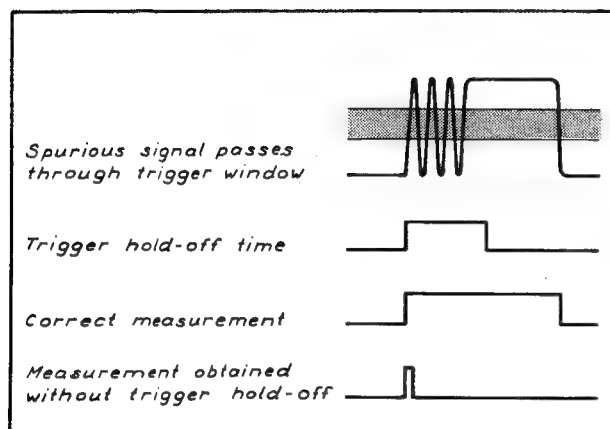 Spurious signal passes
through trigger window
Trigger hold-off time
Correct measurement
Measurement obtained
without trigger hold-off